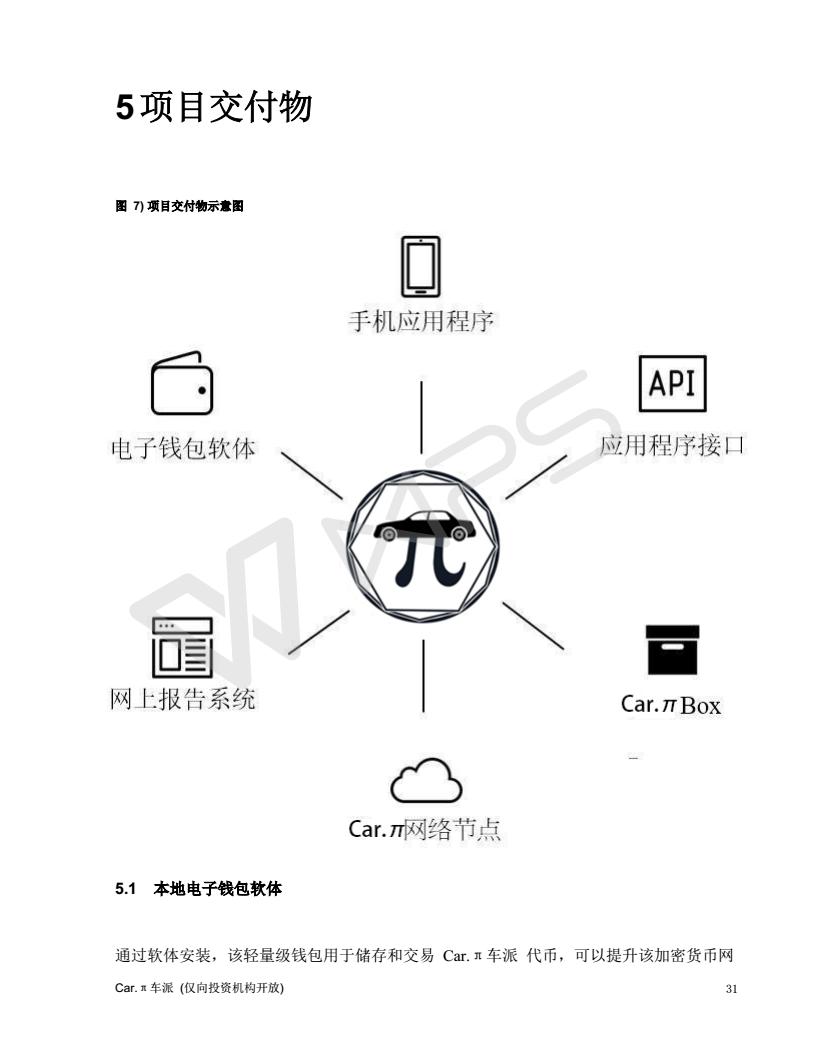 5项目交付物
图 7) 项目交付物示意图
手机应用程序
API
电子钱包软体
应用程序接口
WAPS
π
网上报告系统
Car.π Box
Car.π网络节点
5.1 本地电子钱包软体
通过软体安装，该轻量级钱包用于储存和交易 Car.π车派 代币，可以提升该加密货币网
Car.π车派 (仅向投资机构开放)
31